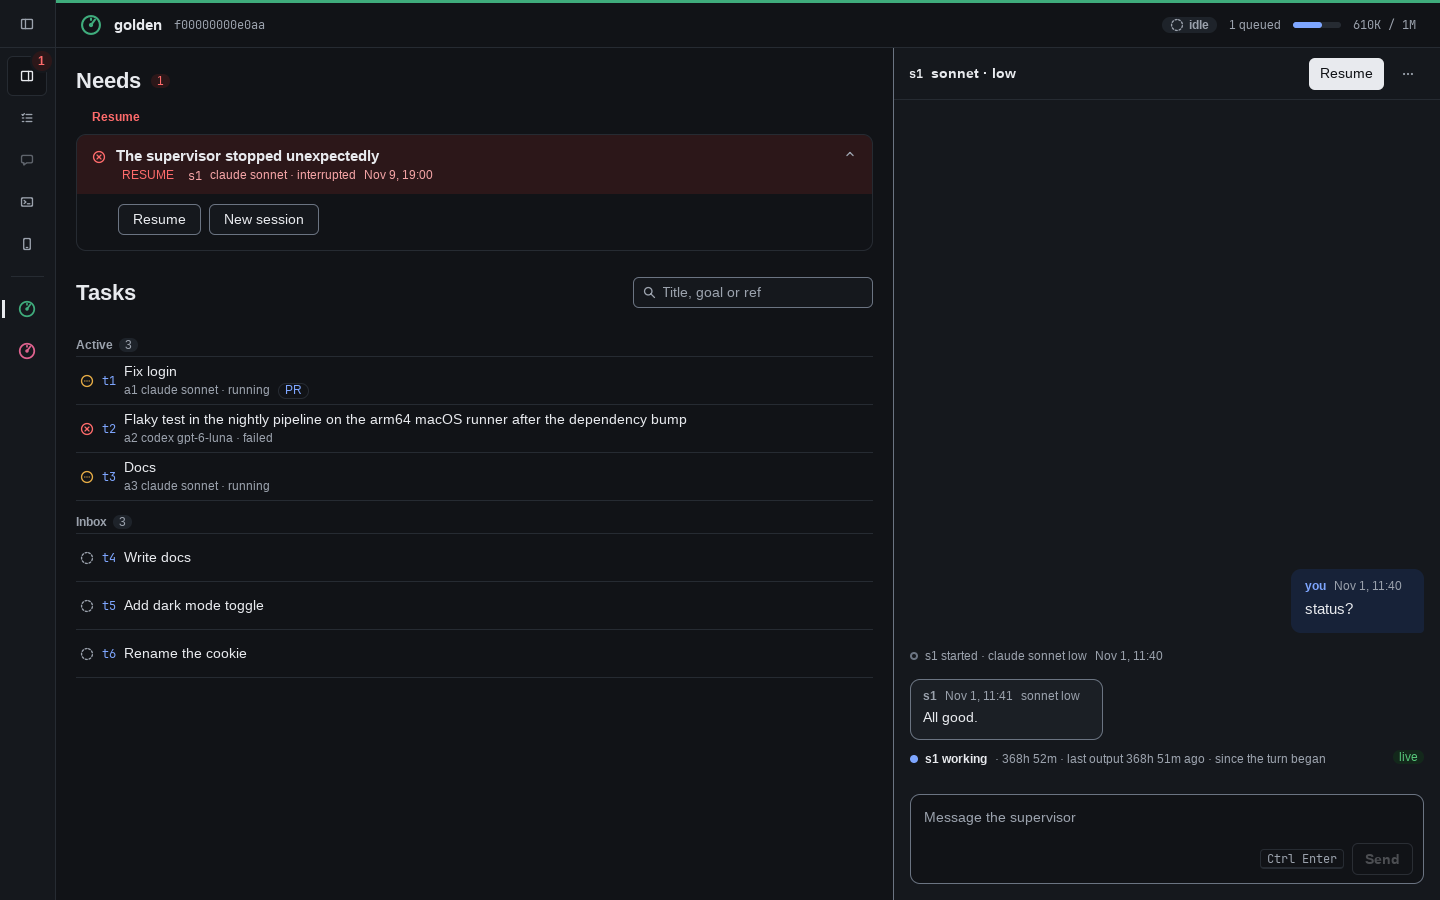 golden f00000000e0aa
idle 1 queued 610K / 1M
1
Needs 1
Resume
The supervisor stopped unexpectedly
RESUME s1 claude sonnet · interrupted Nov 9, 19:00
Resume New session
Tasks
Title, goal or ref
Active 3
t1 Fix login
a1 claude sonnet · running PR
t2 Flaky test in the nightly pipeline on the arm64 macOS runner after the dependency bump
a2 codex gpt-6-luna · failed
t3 Docs
a3 claude sonnet · running
Inbox 3
t4 Write docs
t5 Add dark mode toggle
t6 Rename the cookie
s1 sonnet · low Resume ···
you Nov 1, 11:40
status?
s1 started · claude sonnet low Nov 1, 11:40
s1 Nov 1, 11:41 sonnet low
All good.
s1 working · 368h 52m · last output 368h 51m ago · since the turn began live
Message the supervisor
Ctrl Enter Send